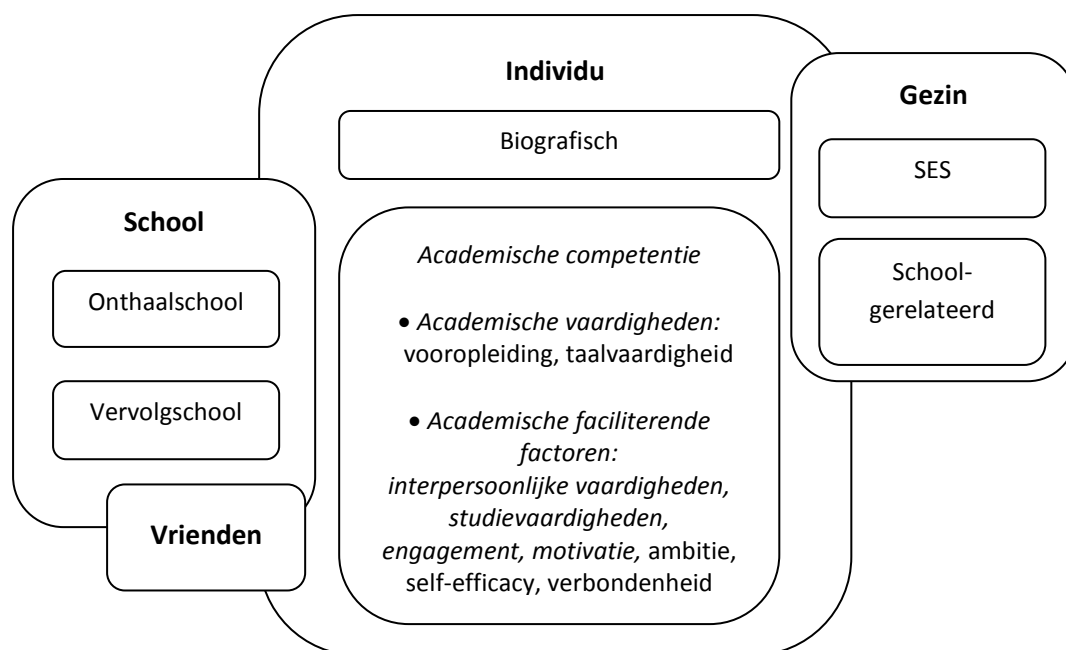 Individu
Biografisch
Academische competentie
• Academische vaardigheden:
vooropleiding, taalvaardigheid
• Academische faciliterende
factoren:
interpersoonlijke vaardigheden,
studievaardigheden,
engagement, motivatie, ambitie,
self-efficacy, verbondenheid
Gezin
SES
School-
gerelateerd
School
Onthaalschool
Vervolgschool
Vrienden